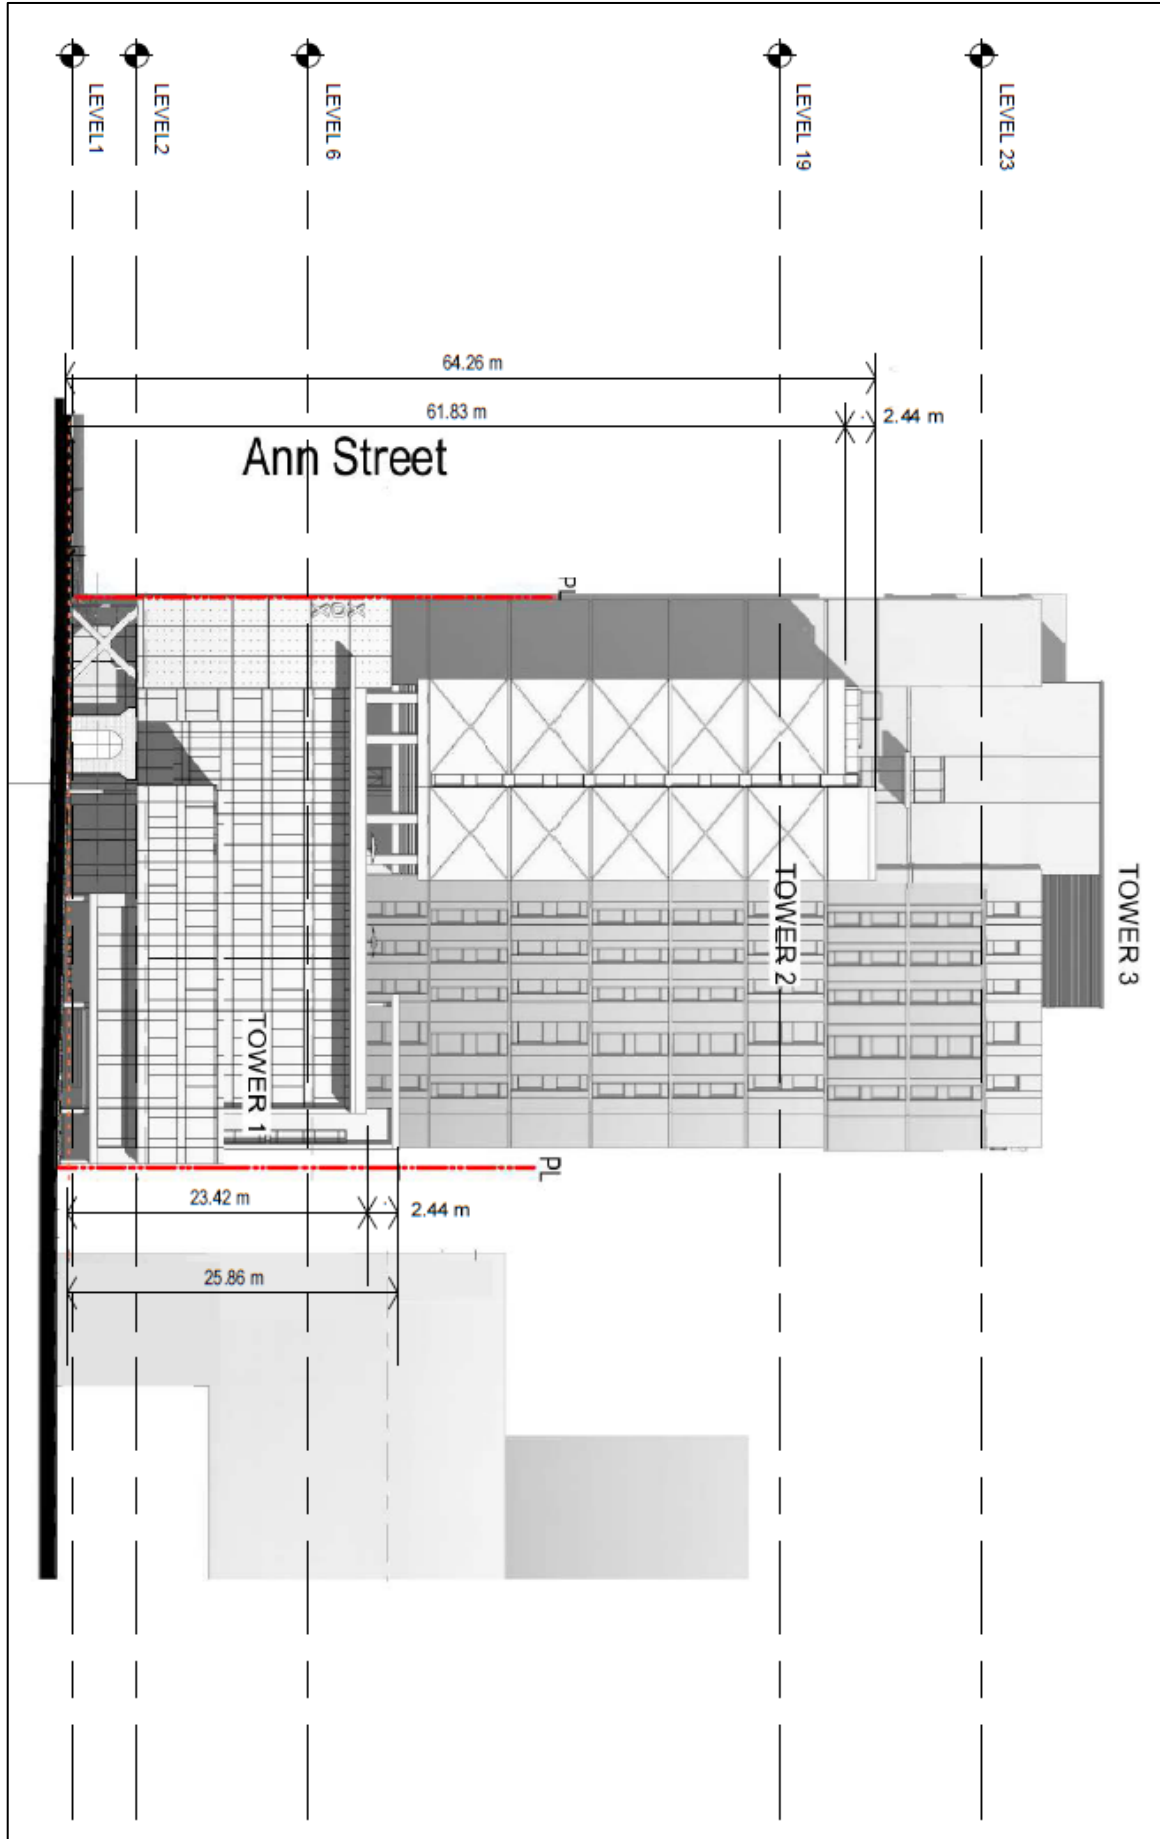 LEVEL1
LEVEL2
LEVEL 6
LEVEL 19
LEVEL 23
64.26 m
61.83 m
2.44 m
Ann Street
PL
TOWER 3
TOWER 2
TOWER 1
PL
23.42 m
2.44 m
25.86 m